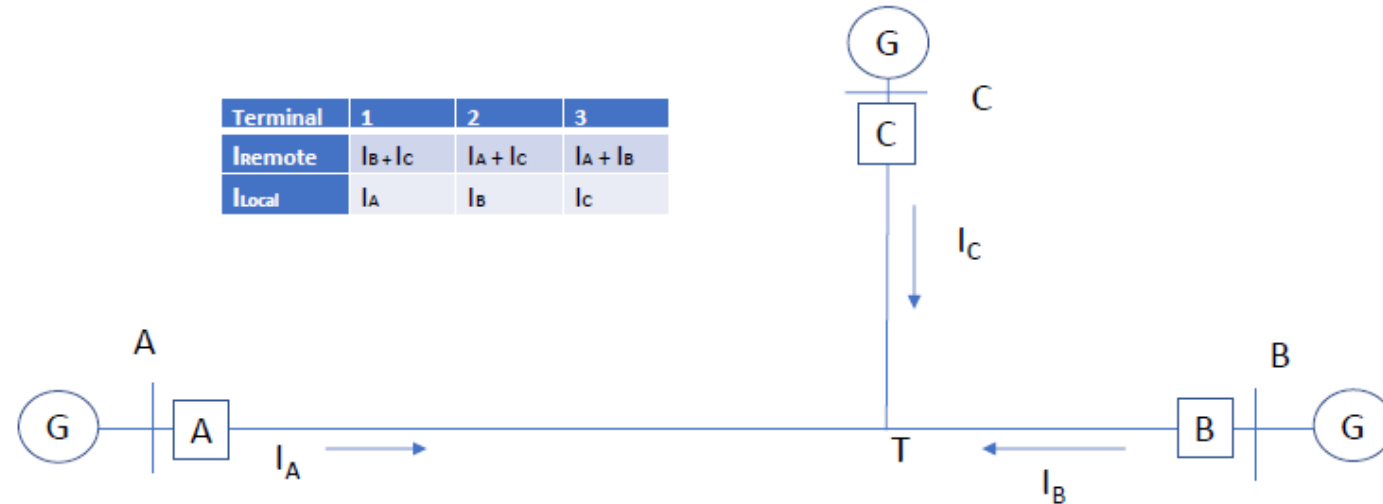 G
C
C
Terminal 1 2 3
IRemote IB + IC IA + IC IA + IB
ILocal IA IB IC
IC
A
B
G
A
B
G
IA
T
IB